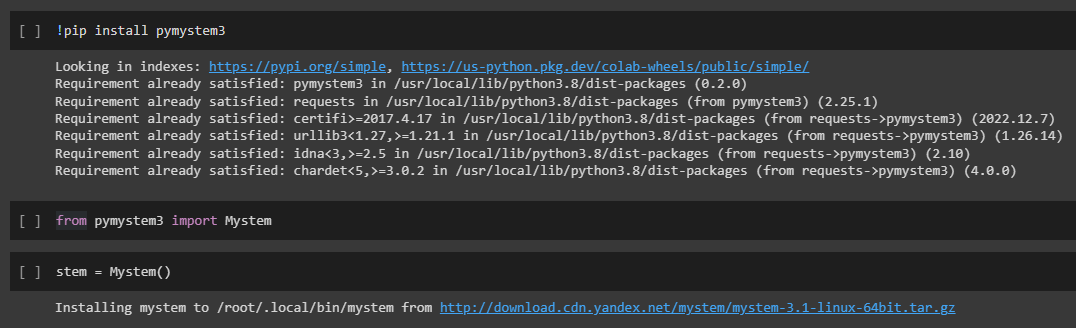 [ ] !pip install pymystem3
Looking in indexes: https://pypi.org/simple, https://us-python.pkg.dev/colab-wheels/public/simple/
Requirement already satisfied: pymystem3 in /usr/local/lib/python3.8/dist-packages (0.2.0)
Requirement already satisfied: requests in /usr/local/lib/python3.8/dist-packages (from pymystem3) (2.25.1)
Requirement already satisfied: certifi>=2017.4.17 in /usr/local/lib/python3.8/dist-packages (from requests->pymystem3) (2022.12.7)
Requirement already satisfied: urllib3<1.27,>=1.21.1 in /usr/local/lib/python3.8/dist-packages (from requests->pymystem3) (1.26.14)
Requirement already satisfied: idna<3,>=2.5 in /usr/local/lib/python3.8/dist-packages (from requests->pymystem3) (2.10)
Requirement already satisfied: chardet<5,>=3.0.2 in /usr/local/lib/python3.8/dist-packages (from requests->pymystem3) (4.0.0)
[ ] from pymystem3 import Mystem
[ ] stem = Mystem()
Installing mystem to /root/.local/bin/mystem from http://download.cdn.yandex.net/mystem/mystem-3.1-linux-64bit.tar.gz